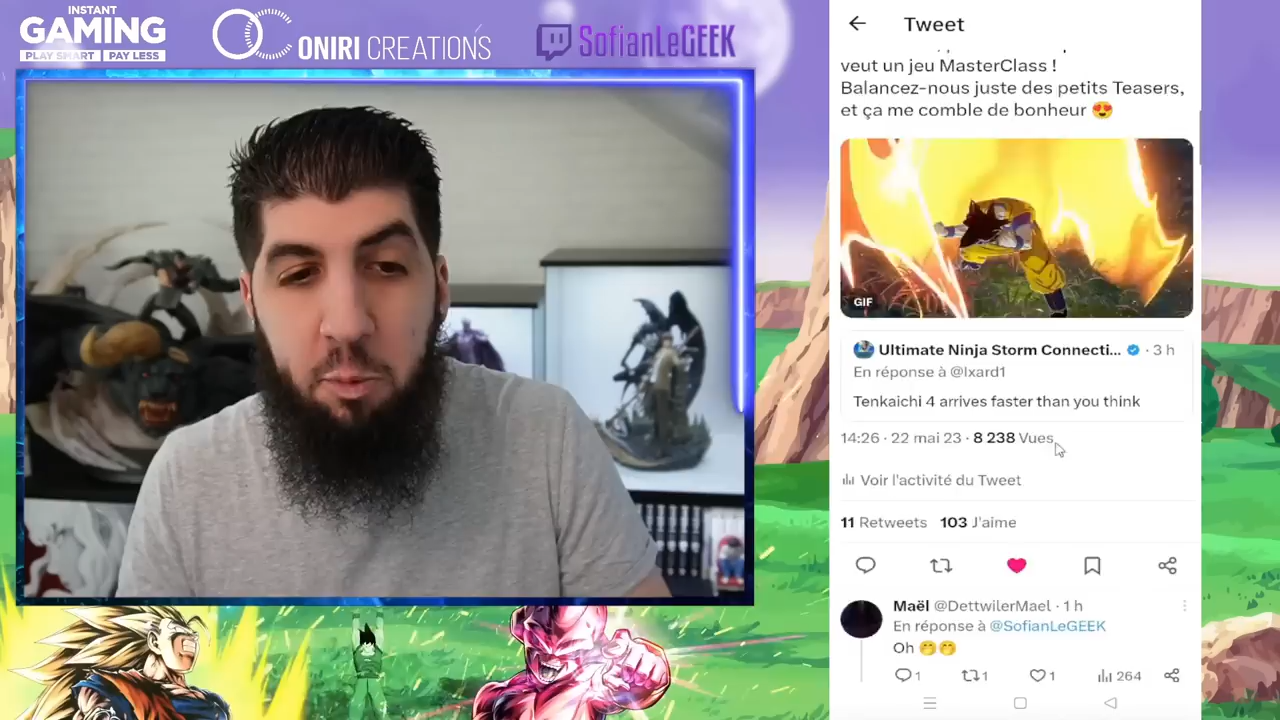 INSTANT
GAMING
PLAY SMART PAY LESS
ONIRI CREATIONS
SofianLeGEEK
Tweet
veut un jeu MasterClass !
Balancez-nous juste des petits Teasers,
et ça me comble de bonheur 😍
GIF
Ultimate Ninja Storm Connecti... · 3 h
En réponse à @Ixard1
Tenkaichi 4 arrives faster than you think
14:26 · 22 mai 23 · 8 238 Vues
Voir l'activité du Tweet
11 Retweets 103 J'aime
Maël @DettwilerMael · 1 h
En réponse à @SofianLeGEEK
Oh 🤭🤭
1 1 1 264